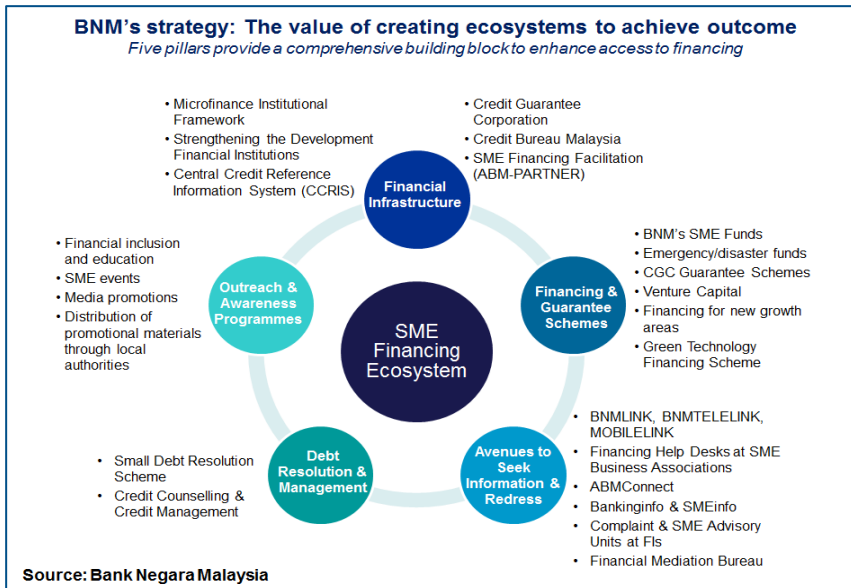 BNM's strategy: The value of creating ecosystems to achieve outcome
Five pillars provide a comprehensive building block to enhance access to financing
• Microfinance Institutional
Framework
• Strengthening the Development
Financial Institutions
• Central Credit Reference
Information System (CCRIS)
• Credit Guarantee
Corporation
• Credit Bureau Malaysia
• SME Financing Facilitation
(ABM-PARTNER)
Financial
Infrastructure
• Financial inclusion
and education
• SME events
• Media promotions
• Distribution of
promotional materials
through local
authorities
Outreach &
Awareness
Programmes
SME
Financing
Ecosystem
Financing &
Guarantee
Schemes
• BNM's SME Funds
• Emergency/disaster funds
• CGC Guarantee Schemes
• Venture Capital
• Financing for new growth
areas
• Green Technology
Financing Scheme
• Small Debt Resolution
Scheme
• Credit Counselling &
Credit Management
Debt
Resolution &
Management
Avenues to
Seek
Information &
Redress
• BNMLINK, BNMTELELINK,
MOBILELINK
• Financing Help Desks at SME
Business Associations
• ABMConnect
• Bankinginfo & SMEinfo
• Complaint & SME Advisory
Units at FIs
• Financial Mediation Bureau
Source: Bank Negara Malaysia